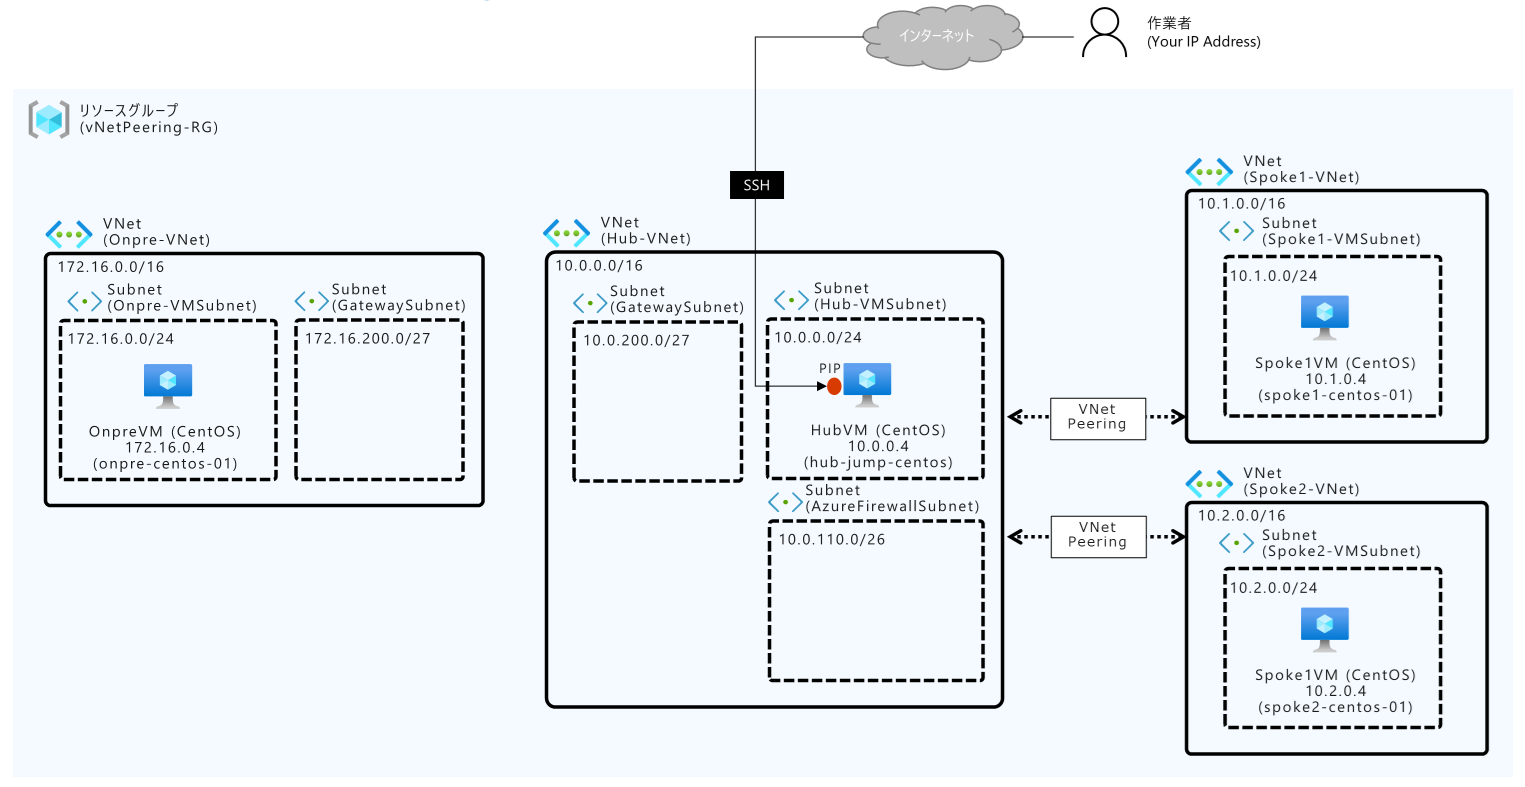 インターネット
作業者
(Your IP Address)
リソースグループ
(vNetPeering-RG)
SSH
VNet
(Onpre-VNet)
172.16.0.0/16
Subnet
(Onpre-VMSubnet)
172.16.0.0/24
OnpreVM (CentOS)
172.16.0.4
(onpre-centos-01)
Subnet
(GatewaySubnet)
172.16.200.0/27
VNet
(Hub-VNet)
10.0.0.0/16
Subnet
(GatewaySubnet)
10.0.200.0/27
Subnet
(Hub-VMSubnet)
10.0.0.0/24
PIP
HubVM (CentOS)
10.0.0.4
(hub-jump-centos)
Subnet
(AzureFirewallSubnet)
10.0.110.0/26
VNet
Peering
VNet
Peering
VNet
(Spoke1-VNet)
10.1.0.0/16
Subnet
(Spoke1-VMSubnet)
10.1.0.0/24
Spoke1VM (CentOS)
10.1.0.4
(spoke1-centos-01)
VNet
(Spoke2-VNet)
10.2.0.0/16
Subnet
(Spoke2-VMSubnet)
10.2.0.0/24
Spoke1VM (CentOS)
10.2.0.4
(spoke2-centos-01)